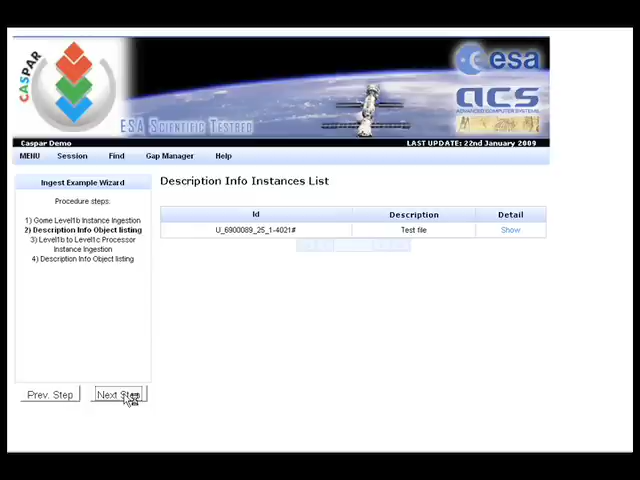 CASPAR
esa
acs
ADVANCED COMPUTER SYSTEMS
ESA SCIENTIFIC TESTBED
Caspar Demo
LAST UPDATE: 22nd January 2009
MENU Session Find Gap Manager Help
Ingest Example Wizard
Procedure steps:
1) Gome Level1b Instance Ingestion
2) Description Info Object listing
3) Level1b to Level1c Processor
Instance Ingestion
4) Description Info Object listing
Prev. Step Next Step
Description Info Instances List
Id Description Detail
U_6900089_25_1-4021# Test file Show